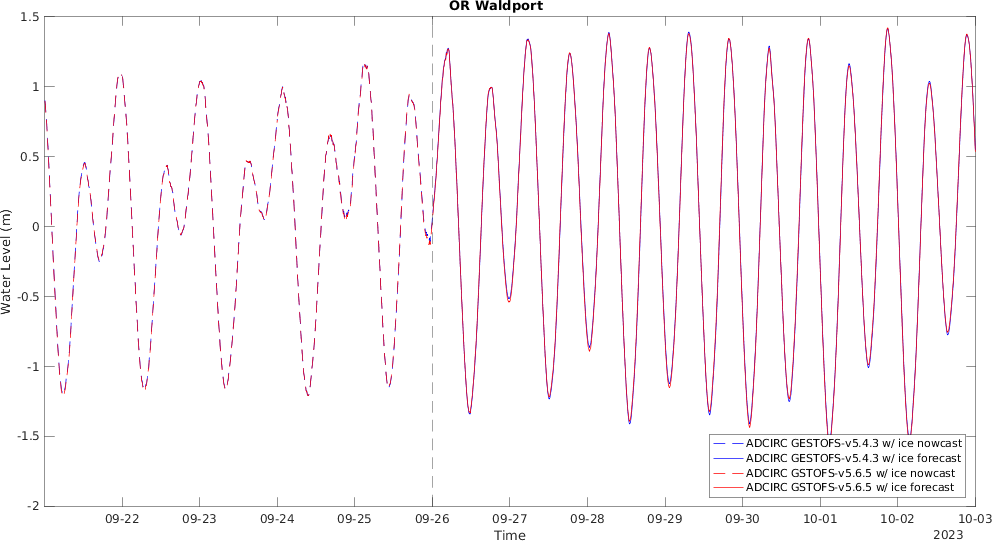 OR Waldport
1.5
1
0.5
0
-0.5
-1
-1.5
-2
Water Level (m)
ADCIRC GESTOFS-v5.4.3 w/ ice nowcast
ADCIRC GESTOFS-v5.4.3 w/ ice forecast
ADCIRC GSTOFS-v5.6.5 w/ ice nowcast
ADCIRC GSTOFS-v5.6.5 w/ ice forecast
09-22 09-23 09-24 09-25 09-26 09-27 09-28 09-29 09-30 10-01 10-02 10-03
Time
2023